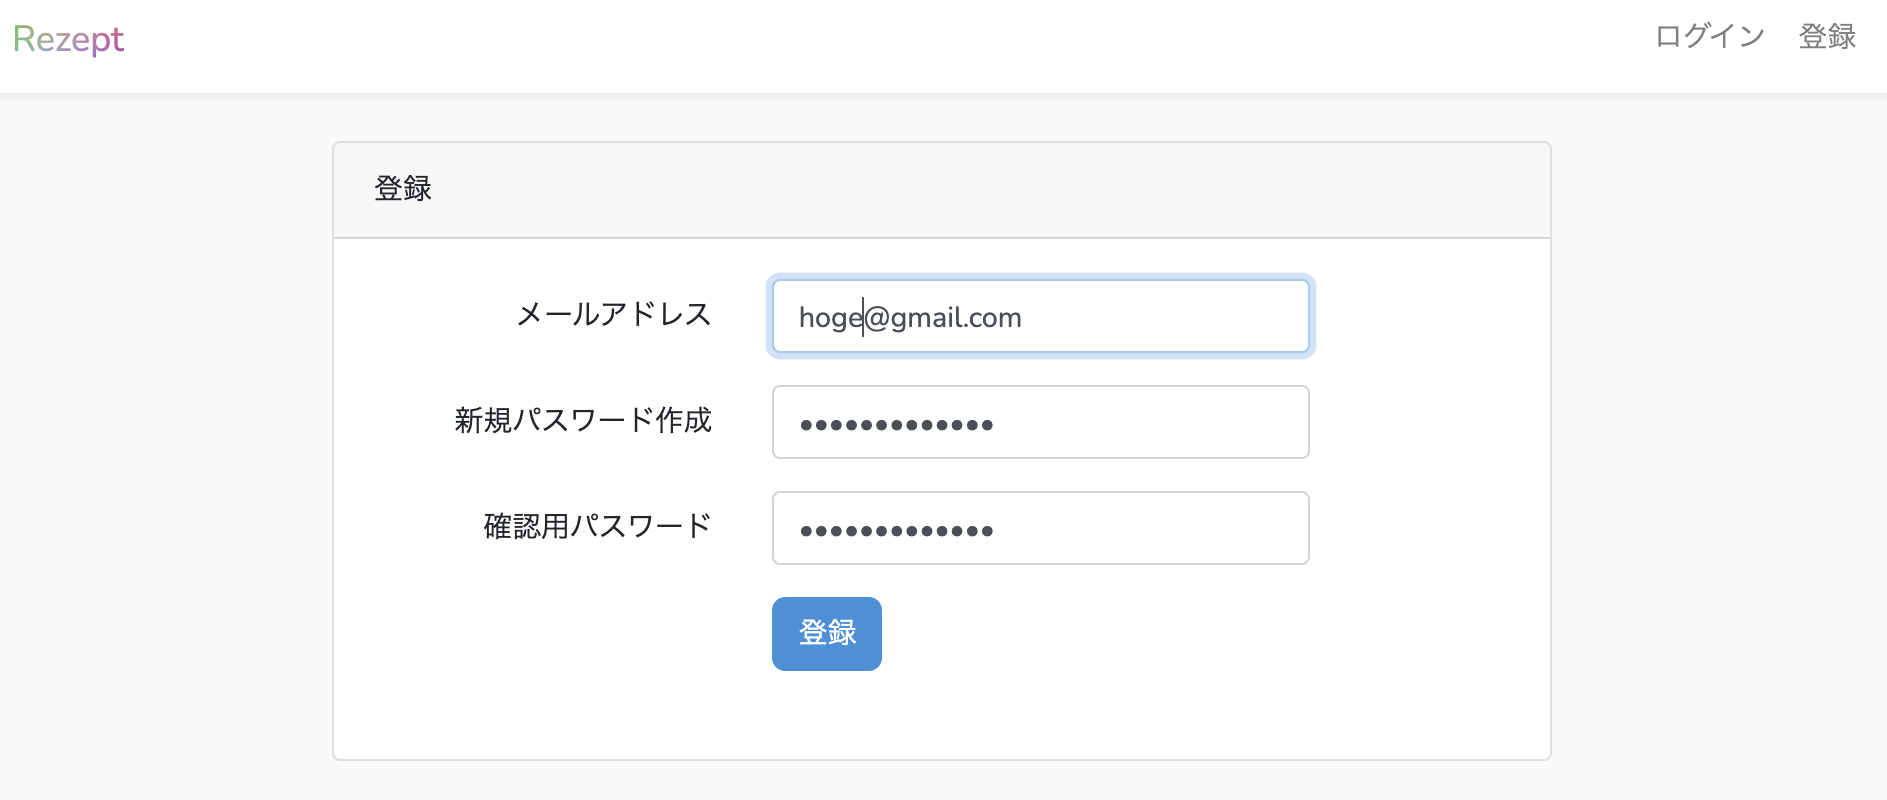 Rezept
ログイン 登録
登録
メールアドレス hoge@gmail.com
新規パスワード作成 •••••••••••••
確認用パスワード •••••••••••••
登録